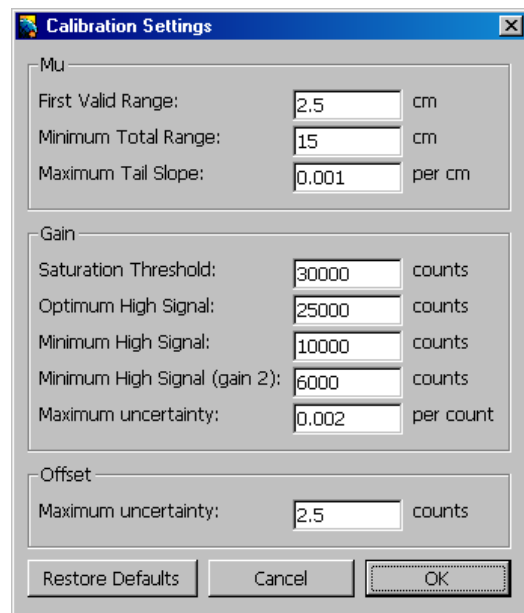 Calibration Settings
Mu
First Valid Range: 2.5 cm
Minimum Total Range: 15 cm
Maximum Tail Slope: 0.001 per cm
Gain
Saturation Threshold: 30000 counts
Optimum High Signal: 25000 counts
Minimum High Signal: 10000 counts
Minimum High Signal (gain 2): 6000 counts
Maximum uncertainty: 0.002 per count
Offset
Maximum uncertainty: 2.5 counts
Restore Defaults Cancel OK